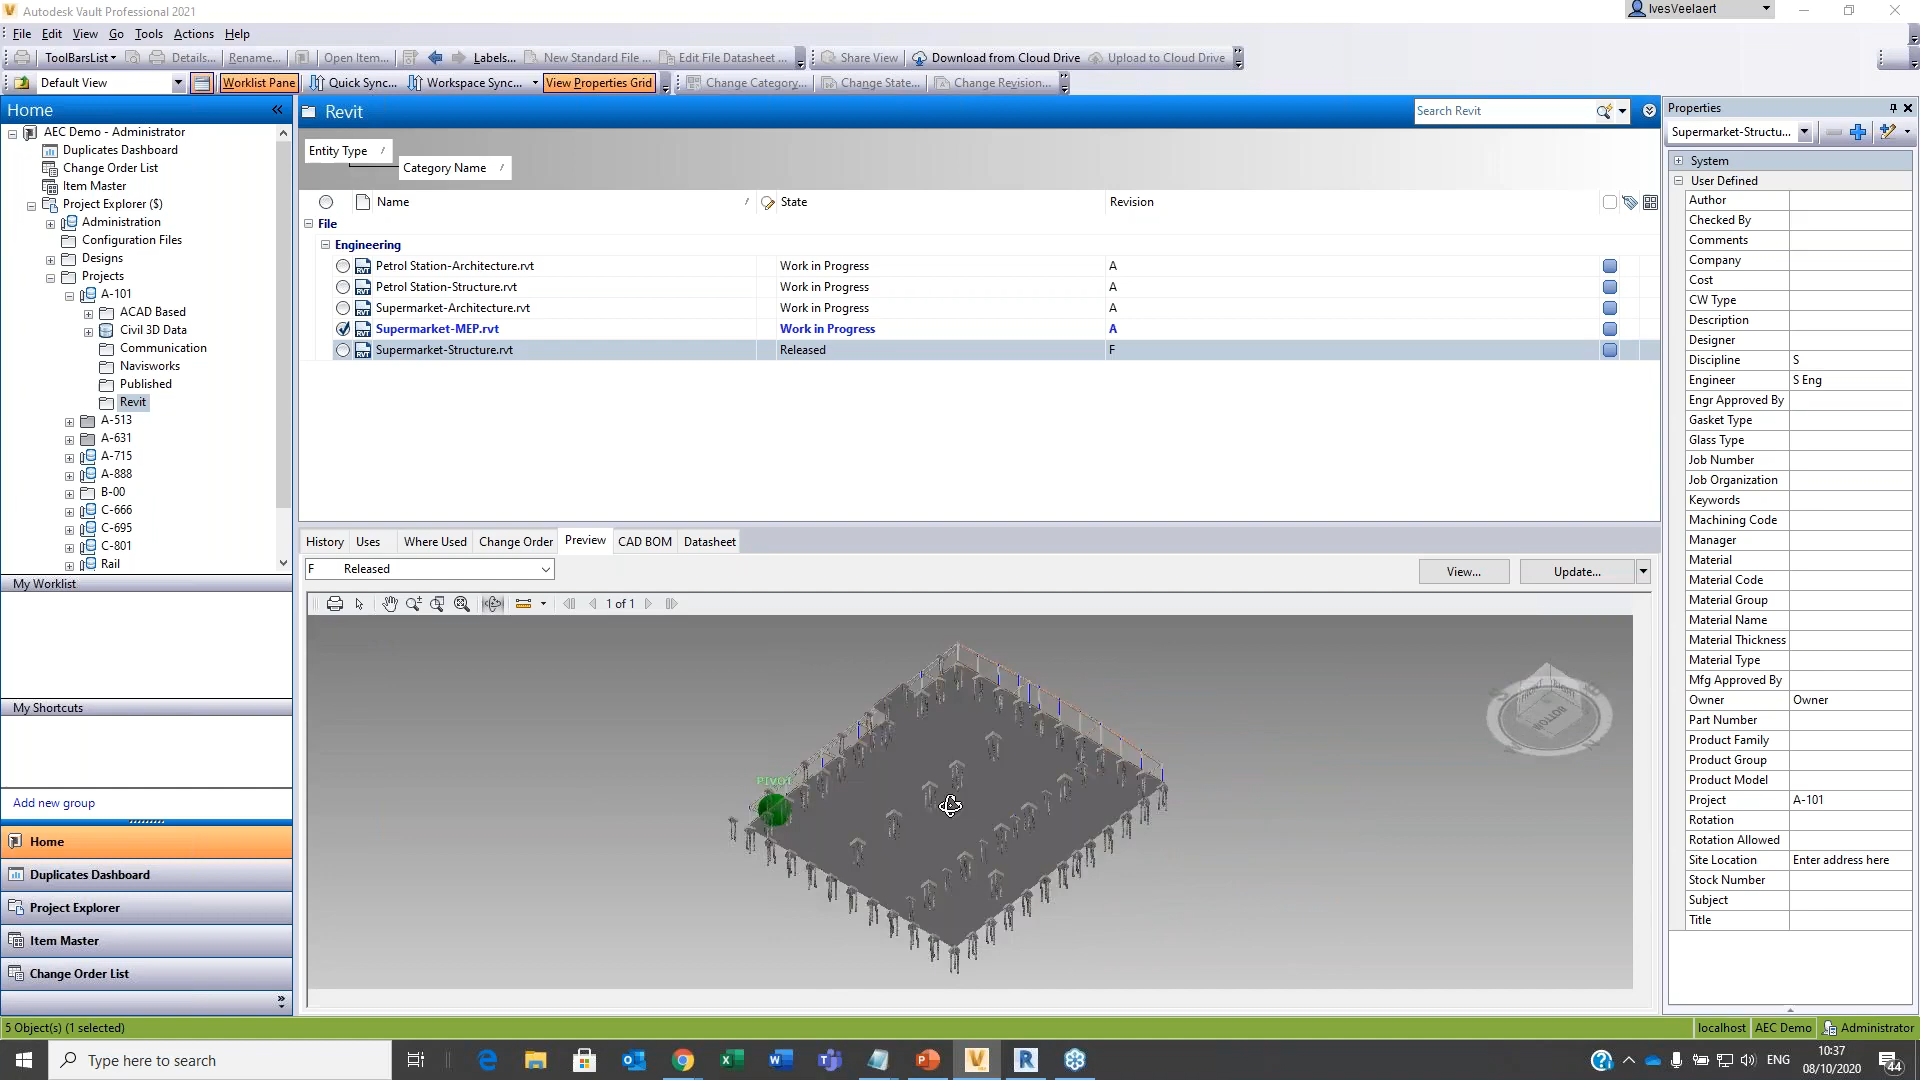 Autodesk Vault Professional 2021
IvesVeelaert
File Edit View Go Tools Actions Help
ToolBarsList Details... Rename... Open Item... Labels... New Standard File ... Edit File Datasheet ... Share View Download from Cloud Drive Upload to Cloud Drive
Default View Worklist Pane Quick Sync... Workspace Sync... View Properties Grid Change Category... Change State... Change Revision...
Home
AEC Demo - Administrator
Duplicates Dashboard
Change Order List
Item Master
Project Explorer ($)
Administration
Configuration Files
Designs
Projects
A-101
ACAD Based
Civil 3D Data
Communication
Navisworks
Published
Revit
A-513
A-631
A-715
A-888
B-00
C-666
C-695
C-801
Rail
My Worklist
My Shortcuts
Add new group
Home
Duplicates Dashboard
Project Explorer
Item Master
Change Order List
Revit
Search Revit
Entity Type /
Category Name /
Name / State Revision
File
Engineering
Petrol Station-Architecture.rvt Work in Progress A
Petrol Station-Structure.rvt Work in Progress A
Supermarket-Architecture.rvt Work in Progress A
Supermarket-MEP.rvt Work in Progress A
Supermarket-Structure.rvt Released F
History Uses Where Used Change Order Preview CAD BOM Datasheet
F Released
View... Update...
1 of 1
PIVOT
FRONT RIGHT
BOTTOM
Properties
Supermarket-Structu...
System
User Defined
Author
Checked By
Comments
Company
Cost
CW Type
Description
Designer
Discipline S
Engineer S Eng
Engr Approved By
Gasket Type
Glass Type
Job Number
Job Organization
Keywords
Machining Code
Manager
Material
Material Code
Material Group
Material Name
Material Thickness
Material Type
Mfg Approved By
Owner Owner
Part Number
Product Family
Product Group
Product Model
Project A-101
Rotation
Rotation Allowed
Site Location Enter address here
Stock Number
Subject
Title
5 Object(s) (1 selected)
localhost AEC Demo Administrator
Type here to search
ENG
10:37
08/10/2020
44